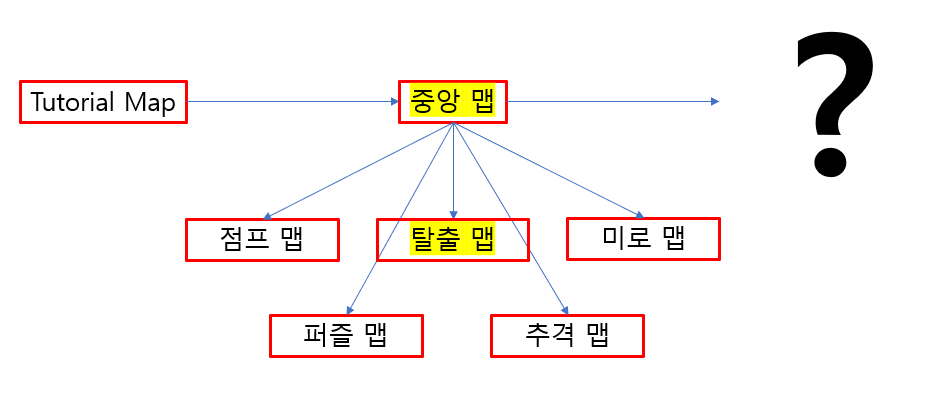 Tutorial Map
중앙 맵
?
점프 맵
탈출 맵
미로 맵
퍼즐 맵
추격 맵